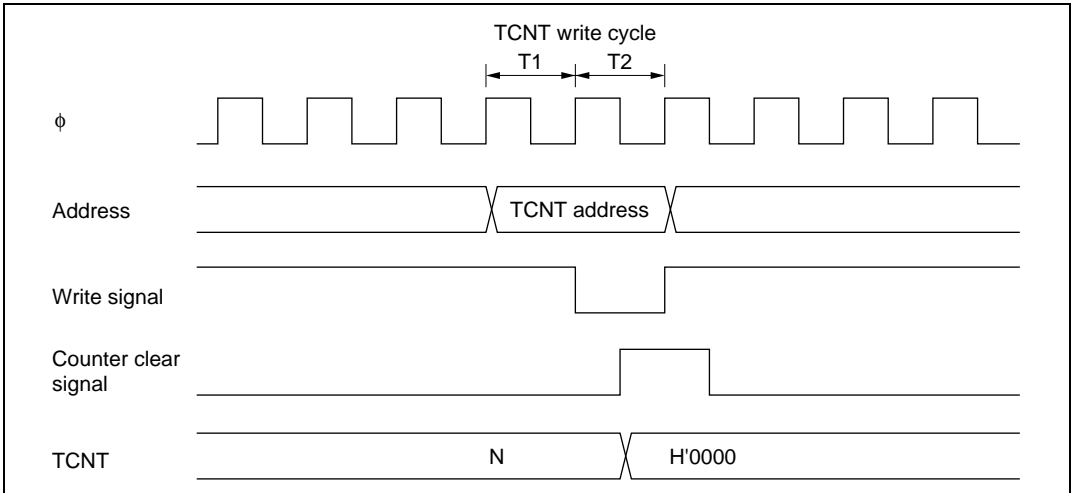 TCNT write cycle
T1 T2
ϕ
Address
TCNT address
Write signal
Counter clear
signal
TCNT
N
H'0000